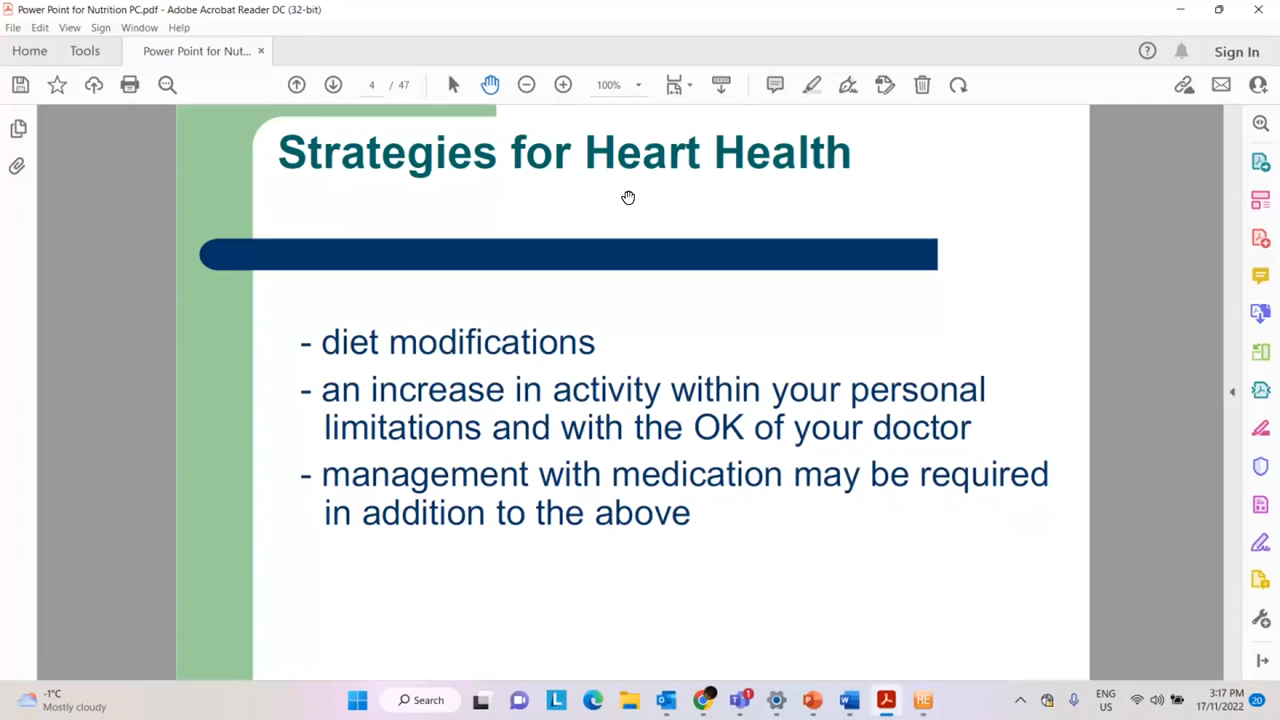 Power Point for Nutrition PC.pdf - Adobe Acrobat Reader DC (32-bit)
File Edit View Sign Window Help
Home Tools Power Point for Nut... × Sign In
4 / 47 100%
Strategies for Heart Health
- diet modifications
- an increase in activity within your personal
limitations and with the OK of your doctor
- management with medication may be required
in addition to the above
-1°C
Mostly cloudy
Search
1
ENG
US
3:17 PM
17/11/2022
20